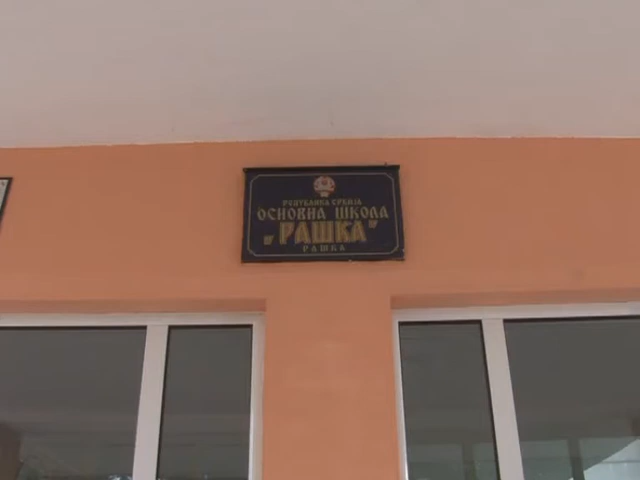 РЕПУБЛИКА СРБИЈА
ОСНОВНА ШКОЛА
„РАШКА”
РАШКА